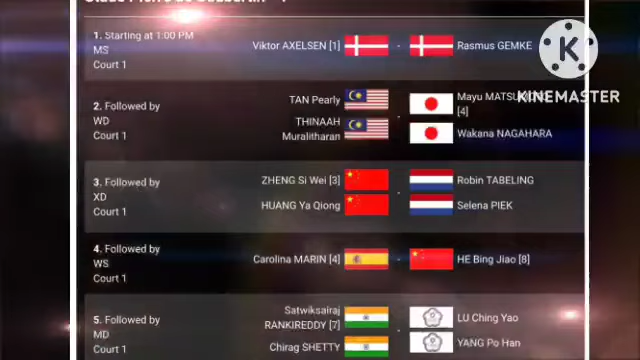 1. Starting at 1:00 PM
MS
Court 1
Viktor AXELSEN [1] - Rasmus GEMKE
2. Followed by
WD
Court 1
TAN Pearly
THINAAH
Muralitharan
-
Mayu
[4]
Wakana NAGAHARA
3. Followed by
XD
Court 1
ZHENG Si Wei [3]
HUANG Ya Qiong
-
Robin TABELING
Selena PIEK
4. Followed by
WS
Court 1
Carolina MARIN [4] - HE Bing Jiao [8]
5. Followed by
MD
Court 1
Satwiksairaj
RANKIREDDY [7]
Chirag SHETTY
-
LU Ching Yao
YANG Po Han
K
KINEMASTER